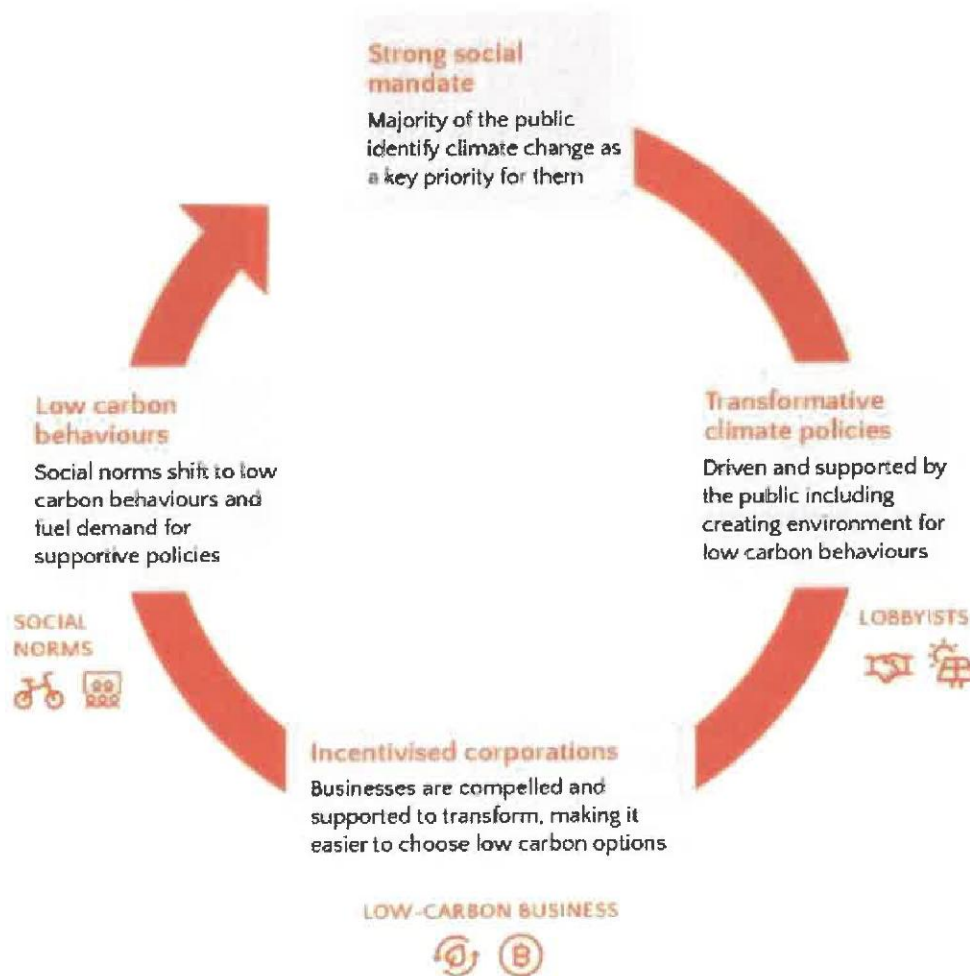 Strong social
mandate
Majority of the public
identify climate change as
a key priority for them
Transformative
climate policies
Driven and supported by
the public including
creating environment for
low carbon behaviours
LOBBYISTS
Incentivised corporations
Businesses are compelled and
supported to transform, making it
easier to choose low carbon options
LOW-CARBON BUSINESS
Low carbon
behaviours
Social norms shift to low
carbon behaviours and
fuel demand for
supportive policies
SOCIAL
NORMS